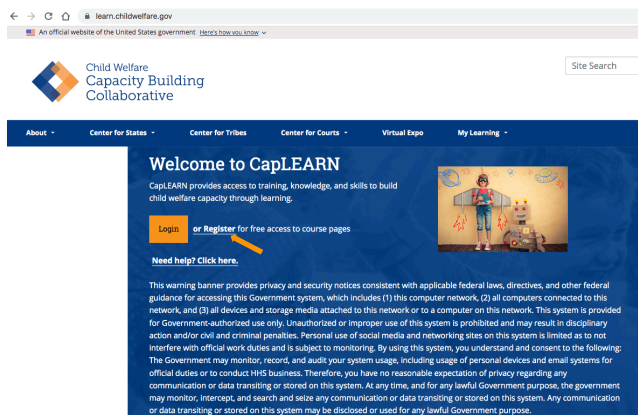 learn.childwelfare.gov
An official website of the United States government Here's how you know
Child Welfare
Capacity Building
Collaborative
Site Search
About Center for States Center for Tribes Center for Courts Virtual Expo My Learning
Welcome to CapLEARN
CapLEARN provides access to training, knowledge, and skills to build
child welfare capacity through learning.
Login or Register for free access to course pages
Need help? Click here.
This warning banner provides privacy and security notices consistent with applicable federal laws, directives, and other federal
guidance for accessing this Government system, which includes (1) this computer network, (2) all computers connected to this
network, and (3) all devices and storage media attached to this network or to a computer on this network. This system is provided
for Government-authorized use only. Unauthorized or improper use of this system is prohibited and may result in disciplinary
action and/or civil and criminal penalties. Personal use of social media and networking sites on this system is limited as to not
interfere with official work duties and is subject to monitoring. By using this system, you understand and consent to the following:
The Government may monitor, record, and audit your system usage, including usage of personal devices and email systems for
official duties or to conduct HHS business. Therefore, you have no reasonable expectation of privacy regarding any
communication or data transiting or stored on this system. At any time, and for any lawful Government purpose, the government
may monitor, intercept, and search and seize any communication or data transiting or stored on this system. Any communication
or data transiting or stored on this system may be disclosed or used for any lawful Government purpose.